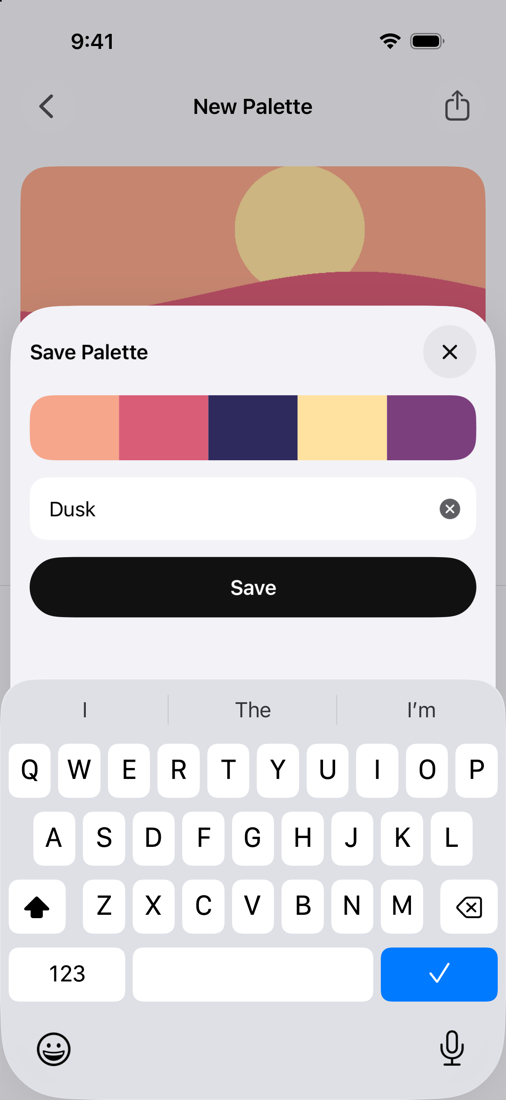 9:41
New Palette
Save Palette
Dusk
Save
I The I’m
Q W E R T Y U I O P
A S D F G H J K L
Z X C V B N M
123